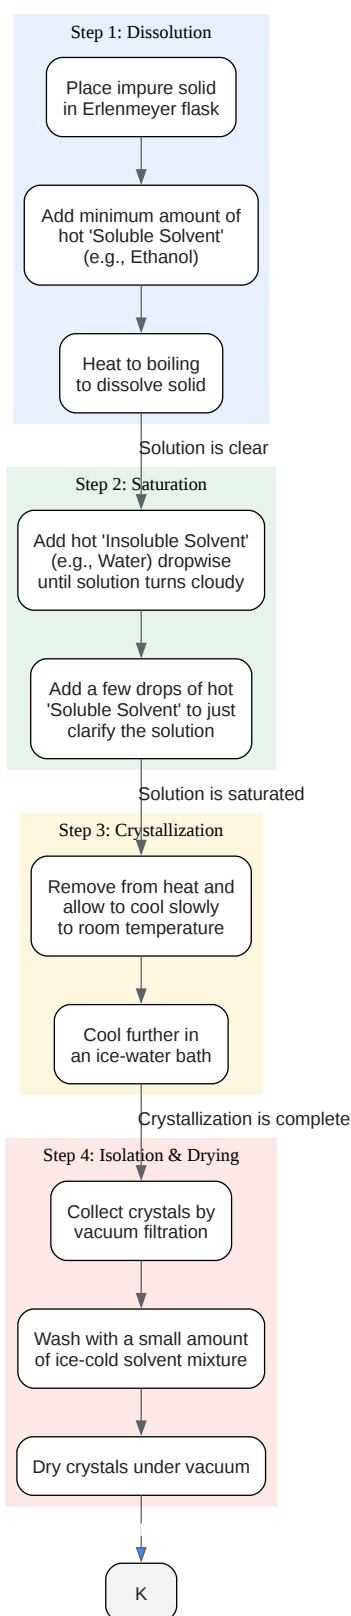 Step 1: Dissolution
Place impure solid
in Erlenmeyer flask
Add minimum amount of
hot 'Soluble Solvent'
(e.g., Ethanol)
Heat to boiling
to dissolve solid
Solution is clear
Step 2: Saturation
Add hot 'Insoluble Solvent'
(e.g., Water) dropwise
until solution turns cloudy
Add a few drops of hot
'Soluble Solvent' to just
clarify the solution
Solution is saturated
Step 3: Crystallization
Remove from heat and
allow to cool slowly
to room temperature
Cool further in
an ice-water bath
Crystallization is complete
Step 4: Isolation & Drying
Collect crystals by
vacuum filtration
Wash with a small amount
of ice-cold solvent mixture
Dry crystals under vacuum
K